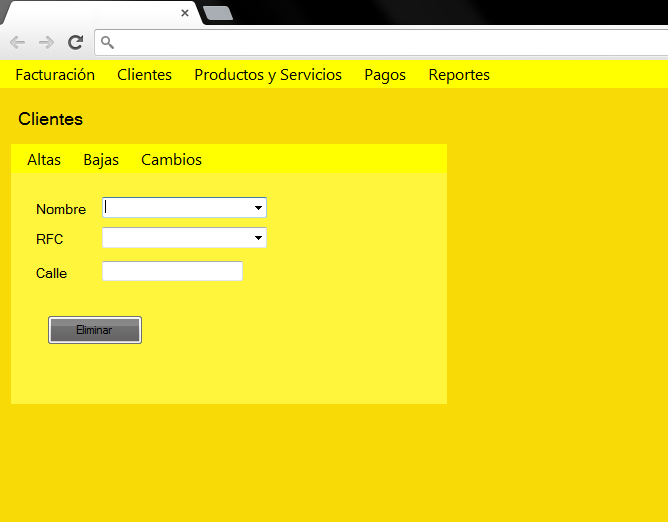 Facturación Clientes Productos y Servicios Pagos Reportes
Clientes
Altas Bajas Cambios
Nombre
RFC
Calle
Eliminar